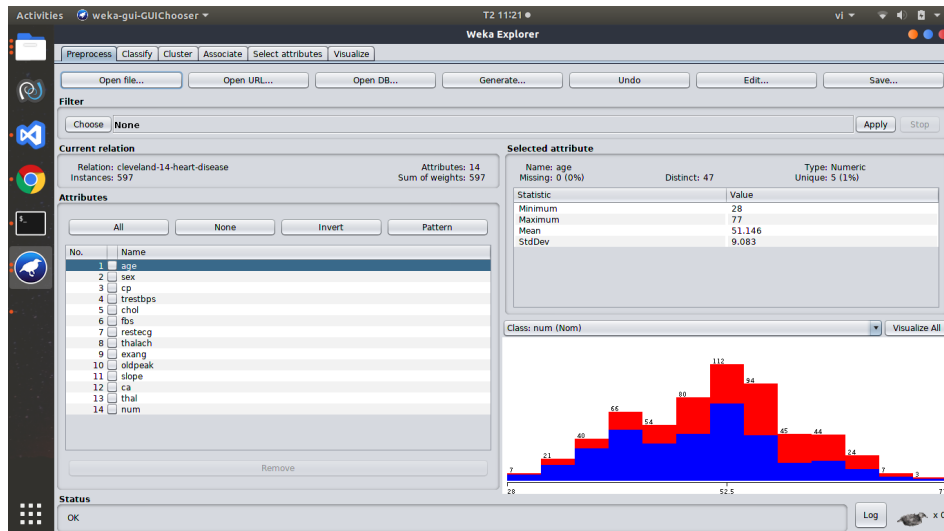 Activities weka-gui-GUIChooser T2 11:21 vi
Weka Explorer
Preprocess Classify Cluster Associate Select attributes Visualize
Open file... Open URL... Open DB... Generate... Undo Edit... Save...
Filter
Choose None Apply Stop
Current relation
Relation: cleveland-14-heart-disease Attributes: 14
Instances: 597 Sum of weights: 597
Selected attribute
Name: age Type: Numeric
Missing: 0 (0%) Distinct: 47 Unique: 5 (1%)
Statistic Value
Minimum 28
Maximum 77
Mean 51.146
StdDev 9.083
Attributes
All None Invert Pattern
No. Name
1 age
2 sex
3 cp
4 trestbps
5 chol
6 fbs
7 restecg
8 thalach
9 exang
10 oldpeak
11 slope
12 ca
13 thal
14 num
Remove
Class: num (Nom) Visualize All
7 21 40 66 54 80 112 94 45 44 24 7 3
28 52.5
Status
OK
Log